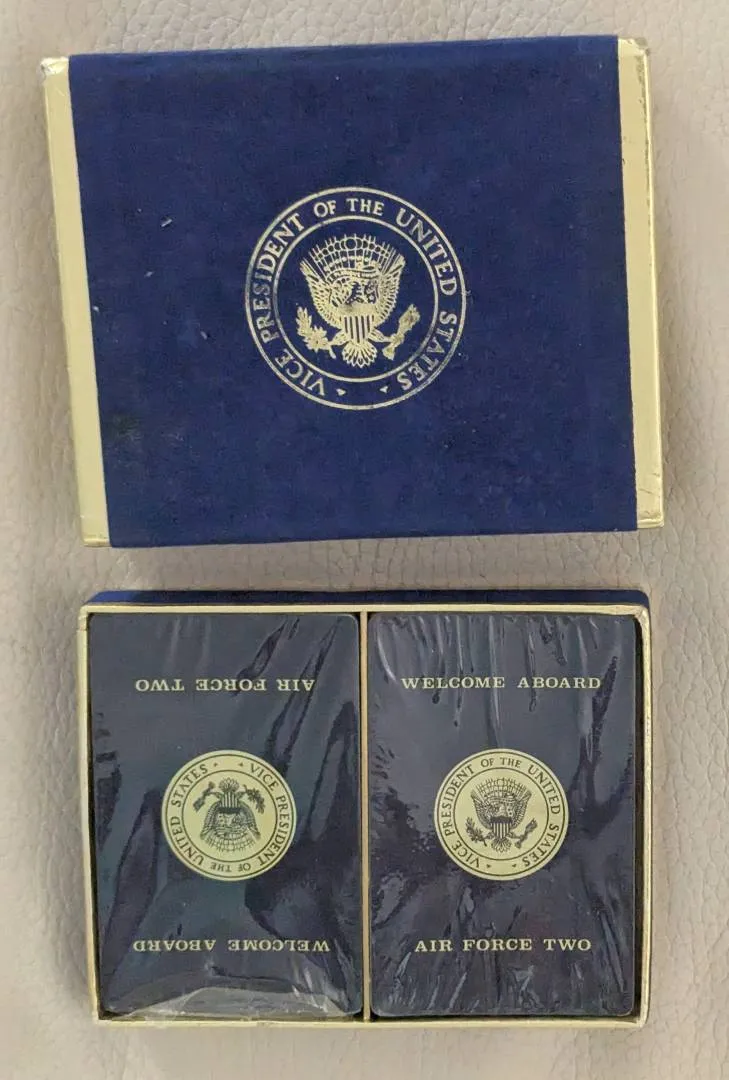 VICE PRESIDENT OF THE UNITED STATES
AIR FORCE TWO
VICE PRESIDENT OF THE UNITED STATES
WELCOME ABOARD
WELCOME ABOARD
VICE PRESIDENT OF THE UNITED STATES
AIR FORCE TWO